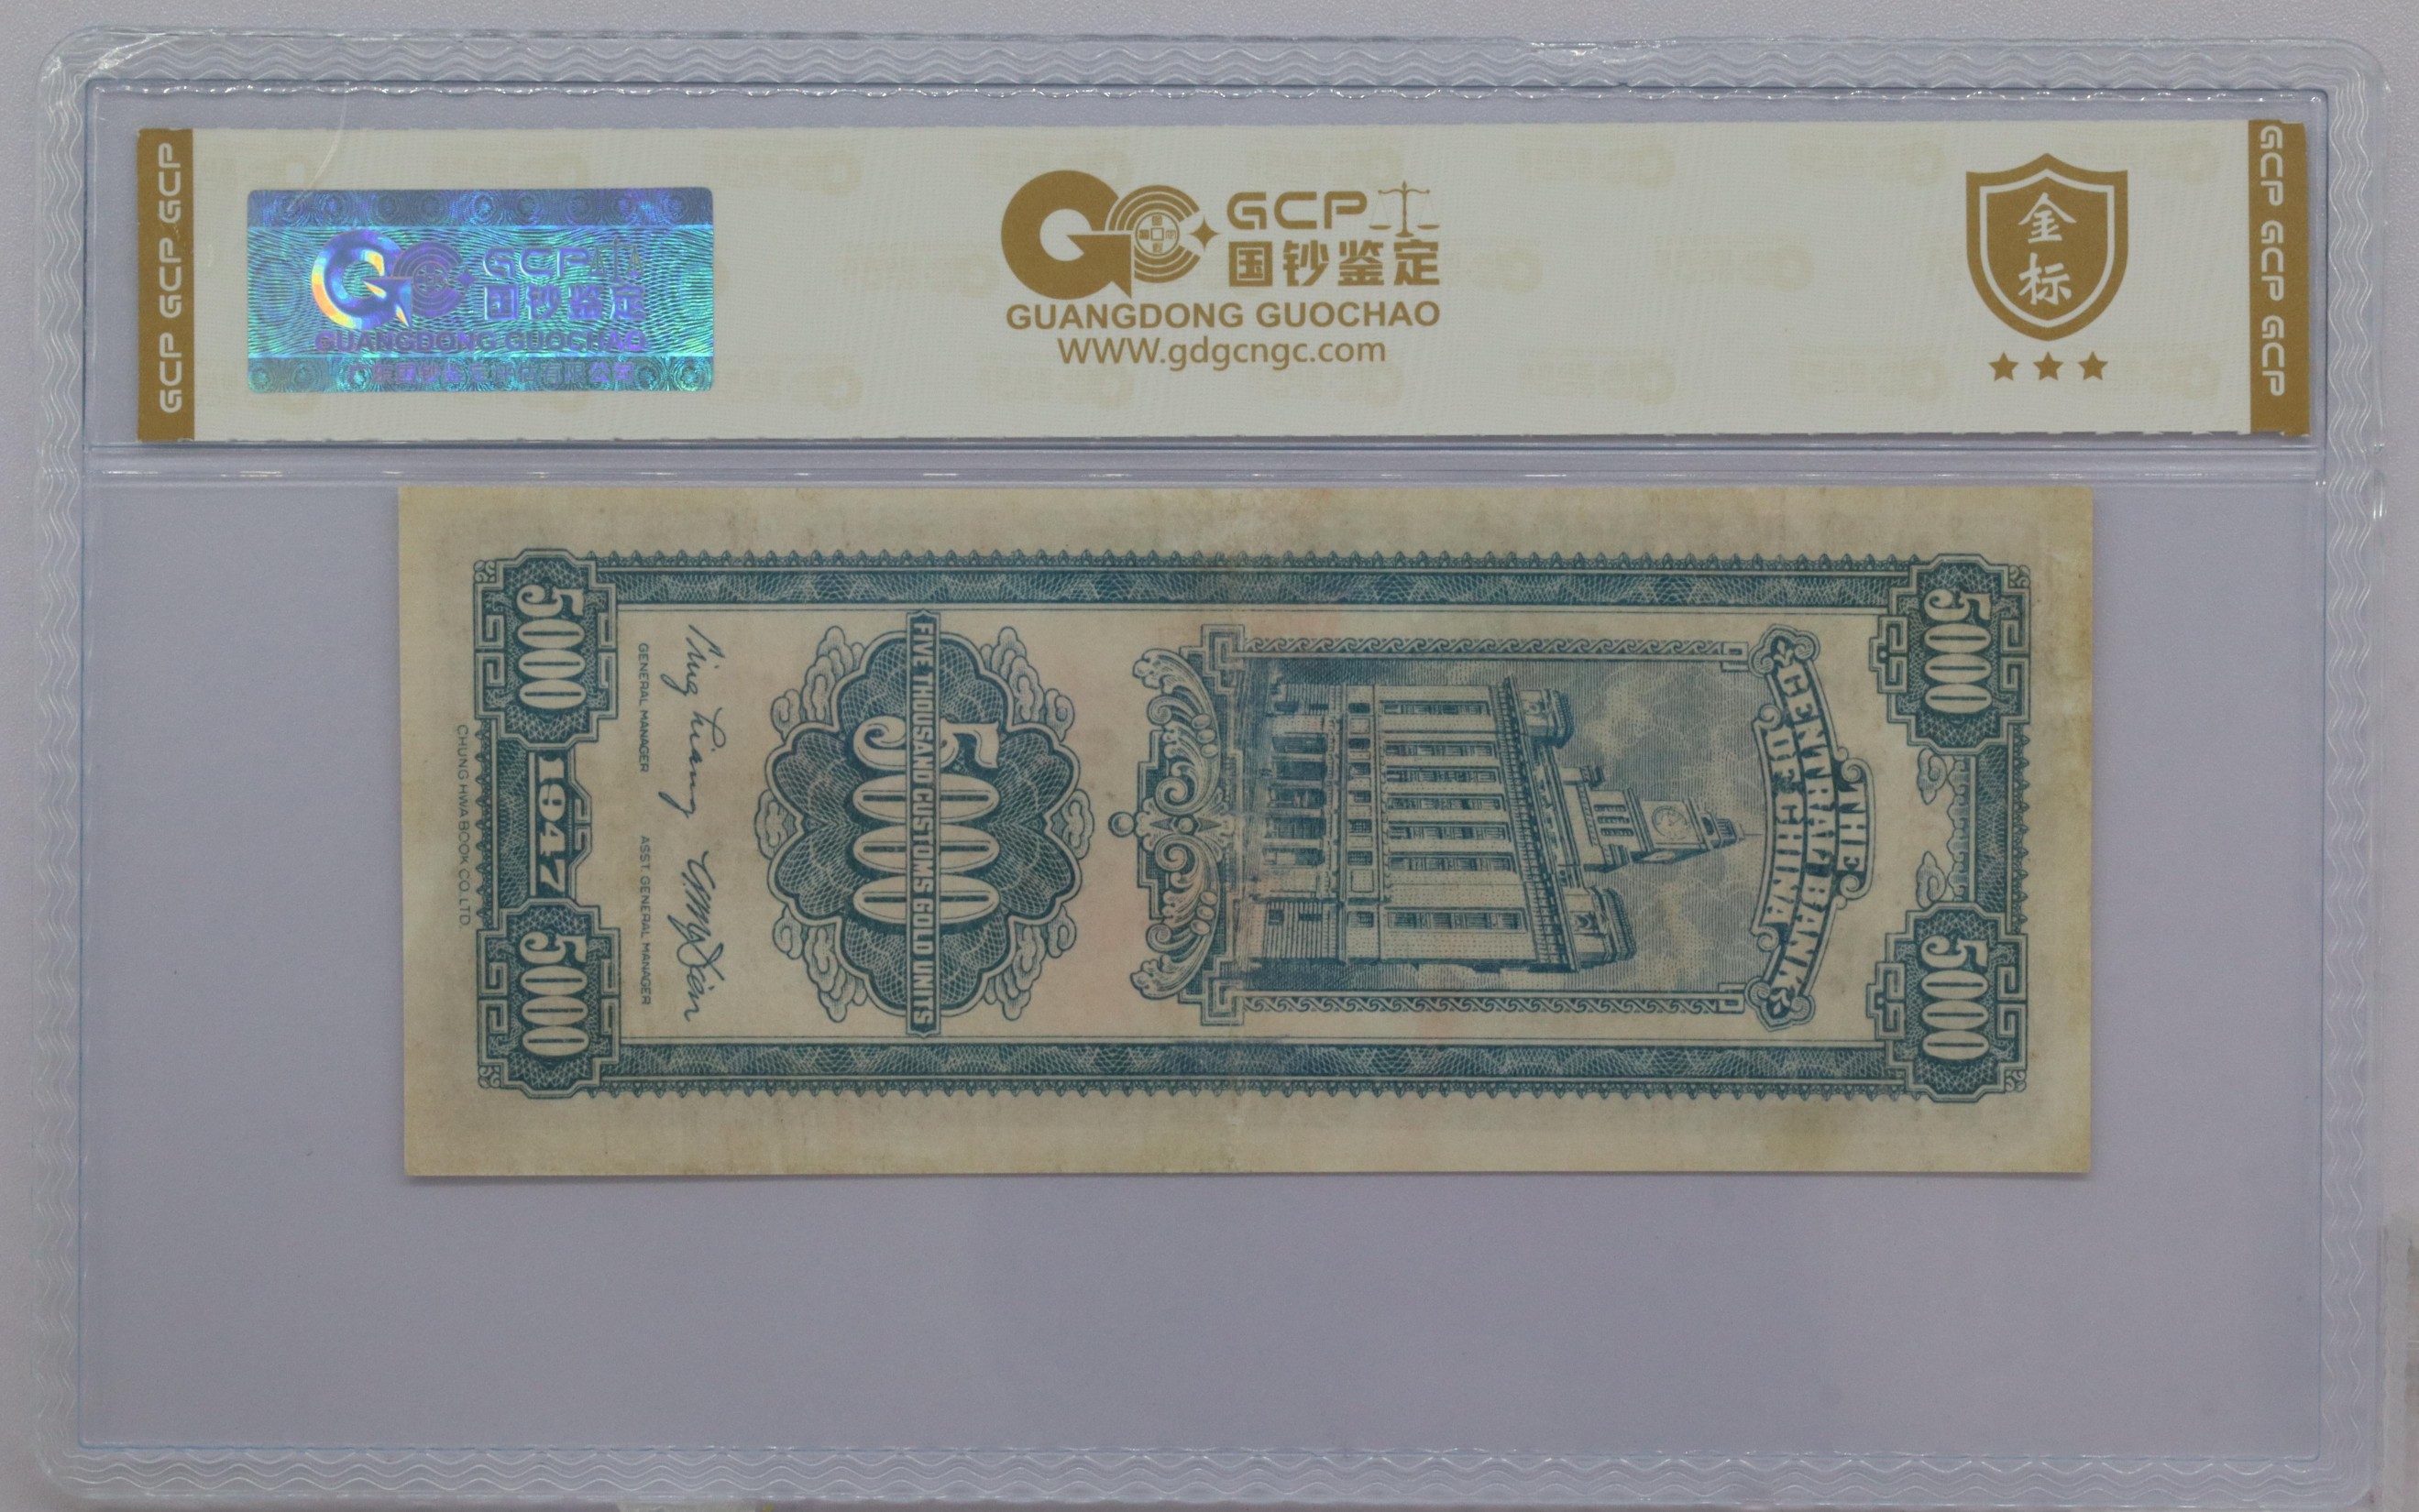 GCP GCP GCP
GCP 国钞鉴定
GUANGDONG GUOCHAO
GCP
国钞鉴定
GUANGDONG GUOCHAO
WWW.gdgcngc.com
金标
GCP GCP GCP
5000
5000
THE
CENTRAL BANK
OF CHINA
5000
FIVE THOUSAND CUSTOMS GOLD UNITS
GENERAL MANAGER
ASST GENERAL MANAGER
5000
1947
5000
CHUNG HWA BOOK CO. LTD.